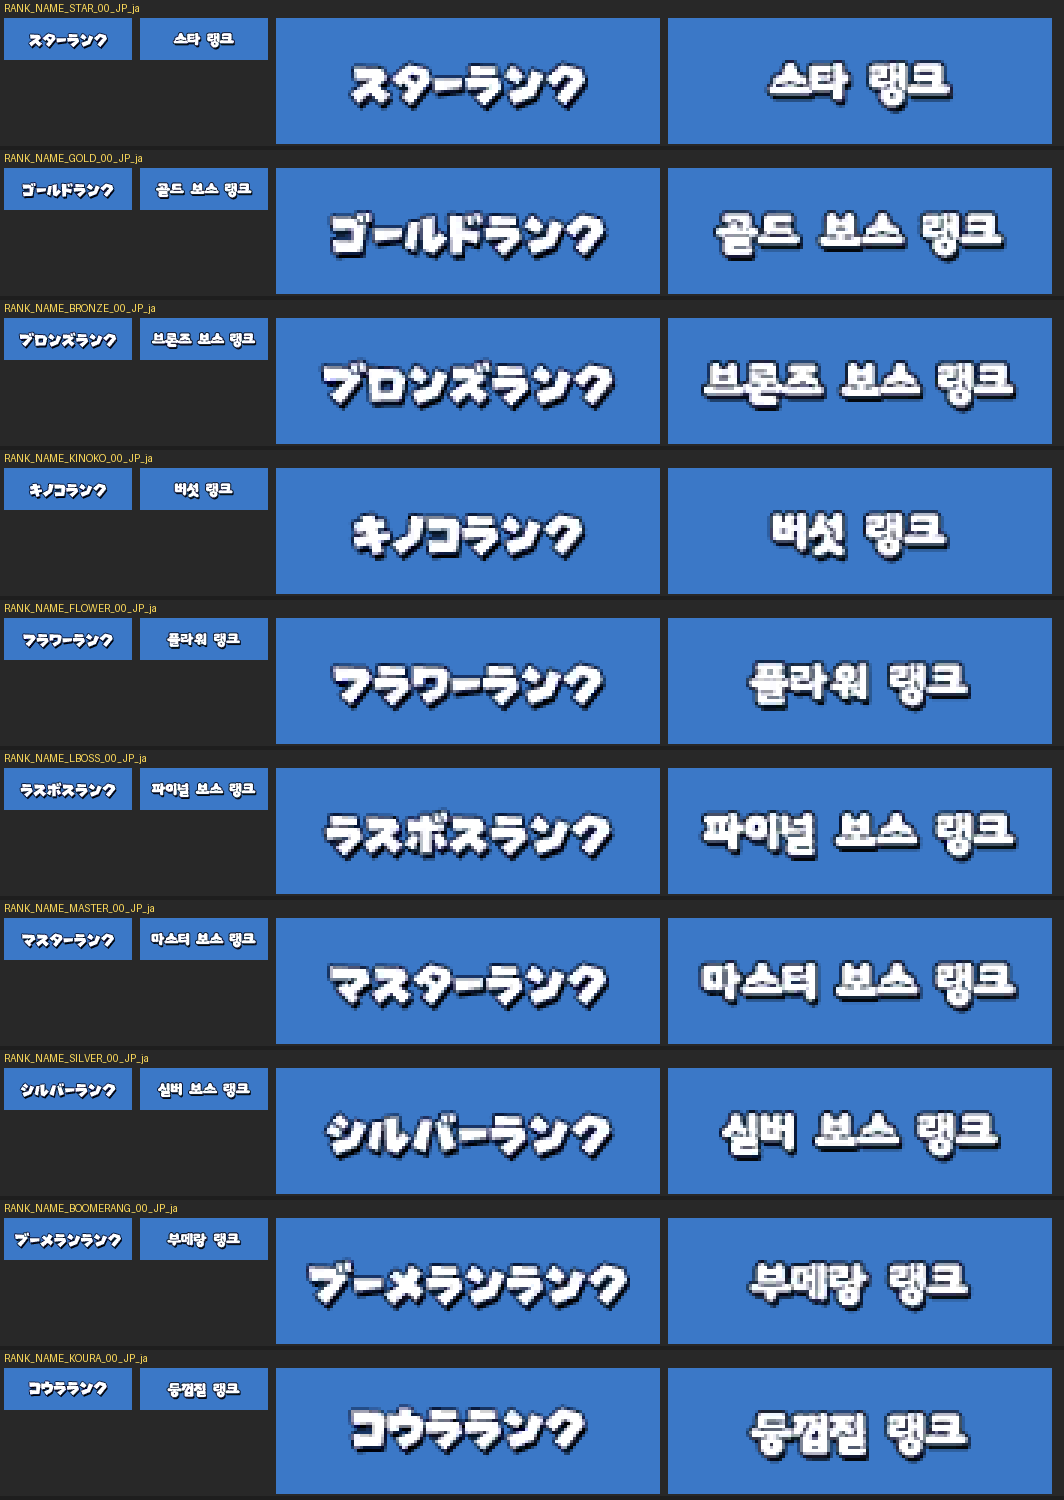 RANK_NAME_STAR_00_JP_ja
スターランク スタ 랭크 スターランク 스타 랭크
RANK_NAME_GOLD_00_JP_ja
ゴールドランク 골드 보스 랭크 ゴールドランク 골드 보스 랭크
RANK_NAME_BRONZE_00_JP_ja
ブロンズランク 브론즈 보스 랭크 ブロンズランク 브론즈 보스 랭크
RANK_NAME_KINOKO_00_JP_ja
キノコランク 버섯 랭크 キノコランク 버섯 랭크
RANK_NAME_FLOWER_00_JP_ja
フラワーランク 플라워 랭크 フラワーランク 플라워 랭크
RANK_NAME_LBOSS_00_JP_ja
ラスボスランク 파이널 보스 랭크 ラスボスランク 파이널 보스 랭크
RANK_NAME_MASTER_00_JP_ja
マスターランク 마스터 보스 랭크 マスターランク 마스터 보스 랭크
RANK_NAME_SILVER_00_JP_ja
シルバーランク 실버 보스 랭크 シルバーランク 실버 보스 랭크
RANK_NAME_BOOMERANG_00_JP_ja
ブーメランランク 부메랑 랭크 ブーメランランク 부메랑 랭크
RANK_NAME_KOURA_00_JP_ja
コウラランク 등껍질 랭크 コウラランク 등껍질 랭크